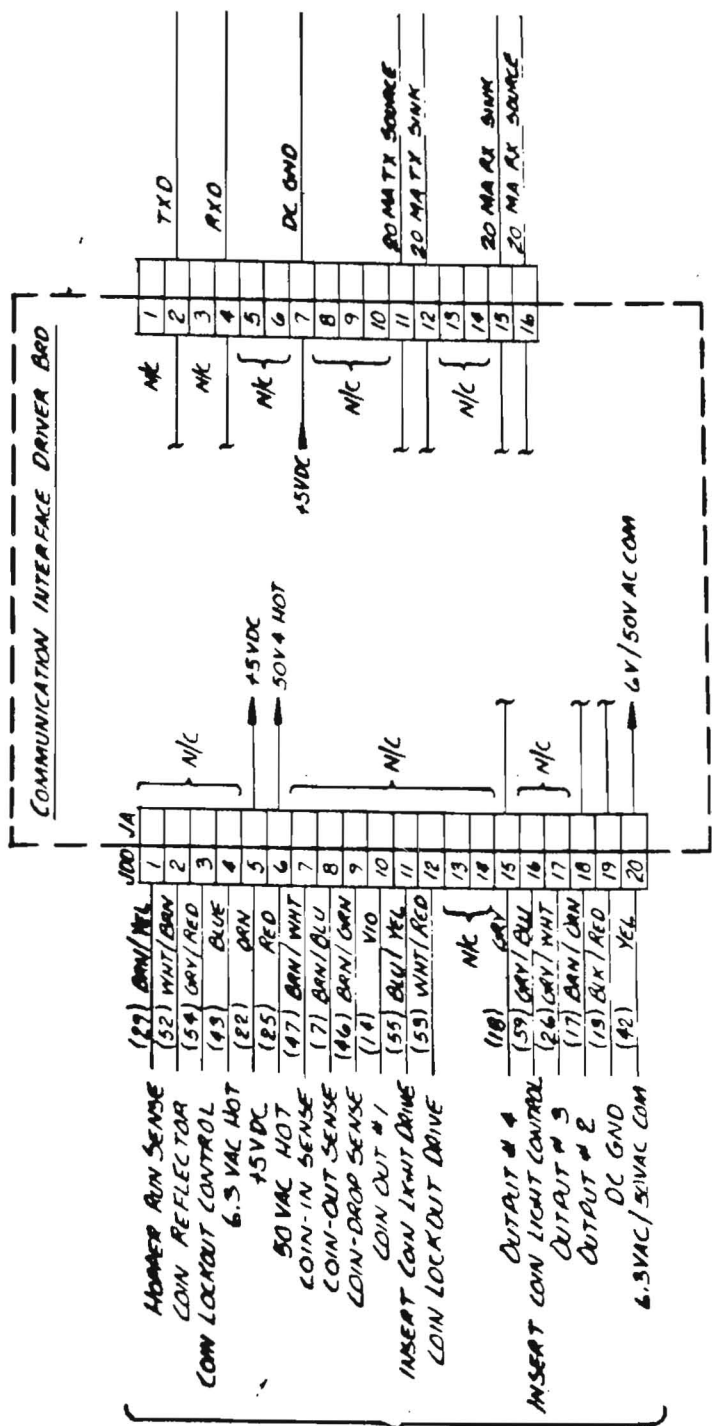 COMMUNICATION INTERFACE DRIVER BRD
JDO JA
HOPPER RUN SENSE (29) BRN/YEL 1
COIN REFLECTOR (52) WHT/BRN 2
COIN LOCKOUT CONTROL (54) GRY/RED 3
6.3 VAC HOT (43) BLUE 4
+5VDC (22) ORN 5
50 VAC HOT (25) RED 6
COIN-IN SENSE (47) BRN/WHT 7
COIN-OUT SENSE (7) BRN/BLU 8
COIN-DROP SENSE (46) BRN/GRN 9
COIN OUT #1 (14) VIO 10
INSERT COIN LIGHT DRIVE (55) BLU/YEL 11
COIN LOCKOUT DRIVE (53) WHT/RED 12
13
N/C
14
OUTPUT # 4 (18) GRY 15
INSERT COIN LIGHT CONTROL (59) GRY/BLU 16
OUTPUT # 3 (26) GRY/WHT 17
OUTPUT # 2 (17) BRN/ORN 18
DC GND (13) BLK/RED 19
6.3VAC/50VAC COM (42) YEL 20
N/C
+5VDC
50VA HOT
N/C
N/C
6V/50V AC COM
N/C 1
2 TXD
N/C 3
4 RXD
5
N/C
6
+5VDC 7 DC GND
8
N/C 9
10
11 20 MA TX SOURCE
12 20 MA TX SINK
13
N/C
14
15 20 MA RX SINK
16 20 MA RX SOURCE